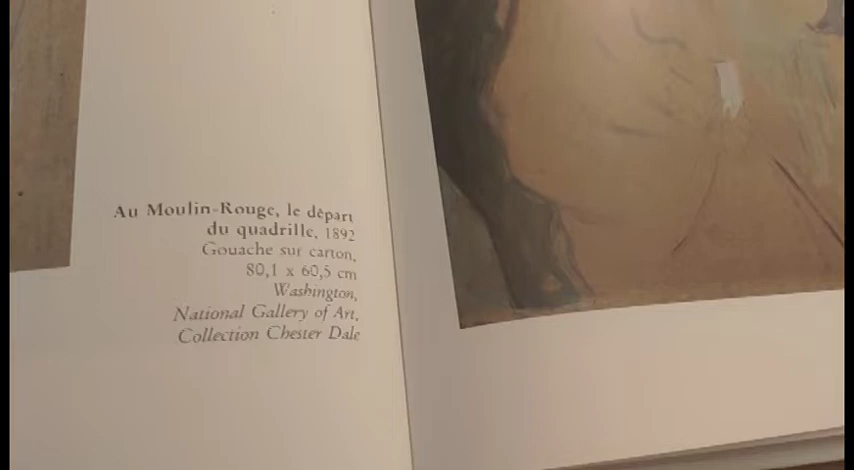 Au Moulin-Rouge, le départ
du quadrille, 1892
Gouache sur carton,
80,1 x 60,5 cm
Washington,
National Gallery of Art,
Collection Chester Dale